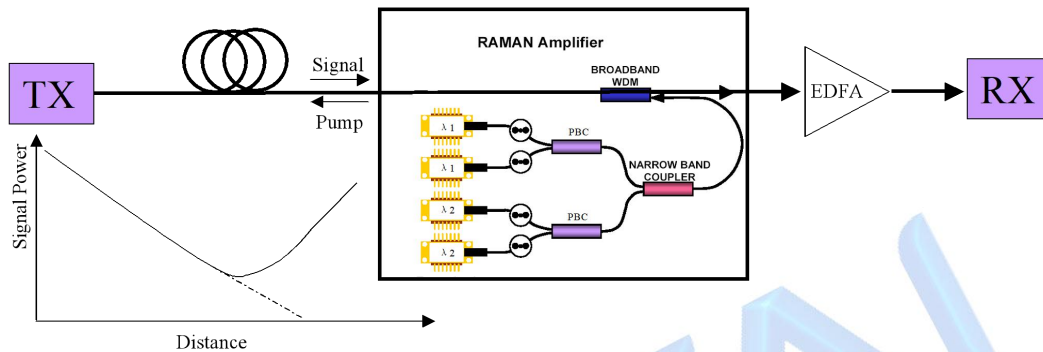 RAMAN Amplifier
Signal
BROADBAND
WDM
TX
EDFA
RX
Pump
λ 1
PBC
λ 1
NARROW BAND
COUPLER
λ 2
PBC
λ 2
Signal Power
Distance